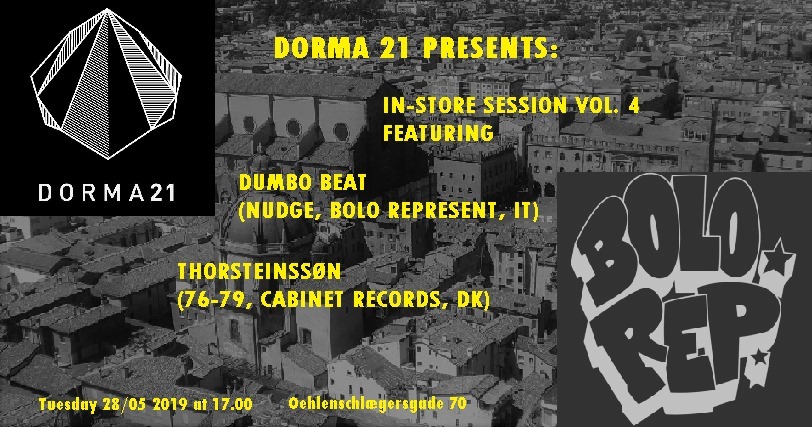 DORMA 21 PRESENTS:
IN-STORE SESSION VOL. 4
FEATURING
DORMA21
DUMBO BEAT
(NUDGE, BOLO REPRESENT, IT)
BOLO
REP
THORSTEINSSØN
(76-79, CABINET RECORDS, DK)
Tuesday 28/05 2019 at 17.00
Oehlenschlægersgade 70